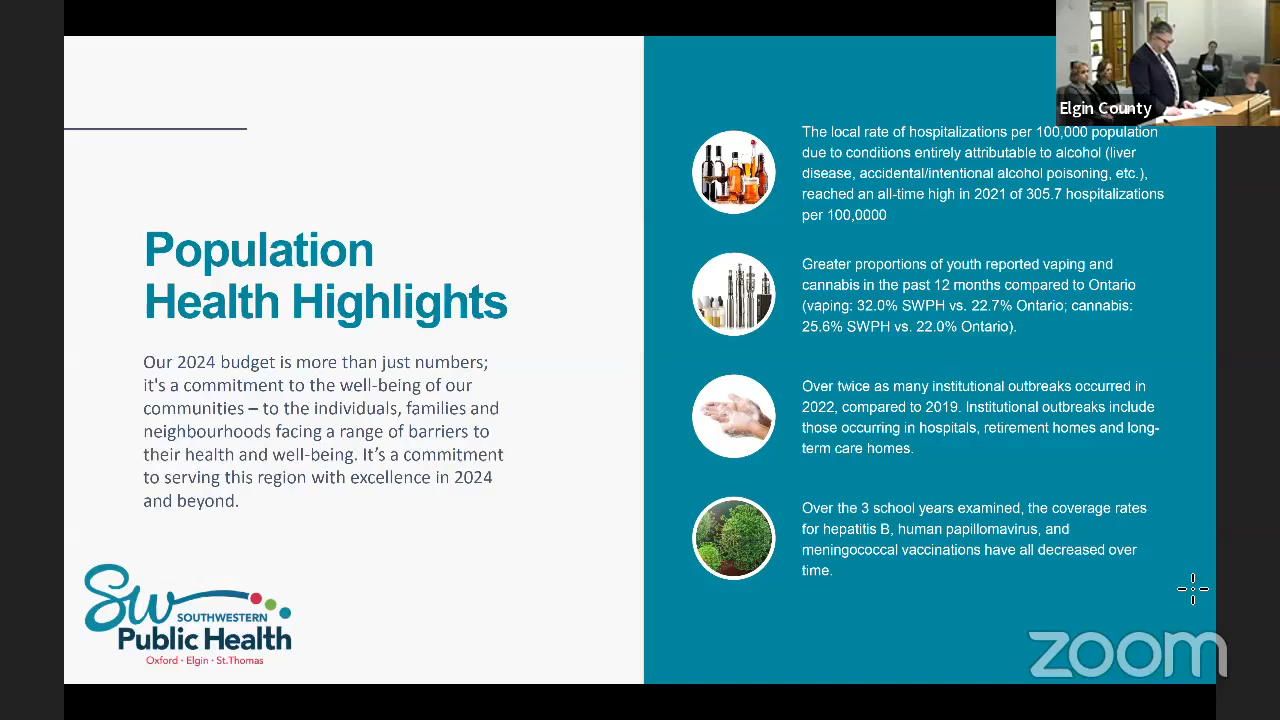 Elgin County
Population
Health Highlights
Our 2024 budget is more than just numbers;
it's a commitment to the well-being of our
communities – to the individuals, families and
neighbourhoods facing a range of barriers to
their health and well-being. It's a commitment
to serving this region with excellence in 2024
and beyond.
SW
SOUTHWESTERN
Public Health
Oxford • Elgin • St.Thomas
The local rate of hospitalizations per 100,000 population
due to conditions entirely attributable to alcohol (liver
disease, accidental/intentional alcohol poisoning, etc.),
reached an all-time high in 2021 of 305.7 hospitalizations
per 100,0000
Greater proportions of youth reported vaping and
cannabis in the past 12 months compared to Ontario
(vaping: 32.0% SWPH vs. 22.7% Ontario; cannabis:
25.6% SWPH vs. 22.0% Ontario).
Over twice as many institutional outbreaks occurred in
2022, compared to 2019. Institutional outbreaks include
those occurring in hospitals, retirement homes and long-
term care homes.
Over the 3 school years examined, the coverage rates
for hepatitis B, human papillomavirus, and
meningococcal vaccinations have all decreased over
time.
zoom